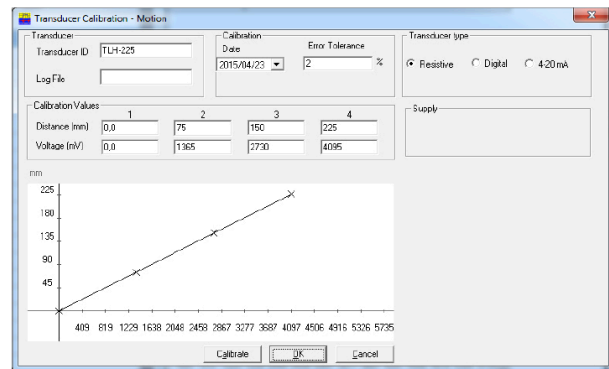 Transducer Calibration - Motion
Transducer
Transducer ID TLH-225
Log File
Calibration
Date Error Tolerance
2015/04/23 2 %
Transducer type
Resistive Digital 4-20 mA
Calibration Values
1 2 3 4
Distance (mm) 0,0 75 150 225
Voltage (mV) 0,0 1365 2730 4095
Supply
mm
225
180
135
90
45
409 819 1229 1638 2048 2458 2867 3277 3687 4097 4506 4916 5326 5735
Calibrate OK Cancel